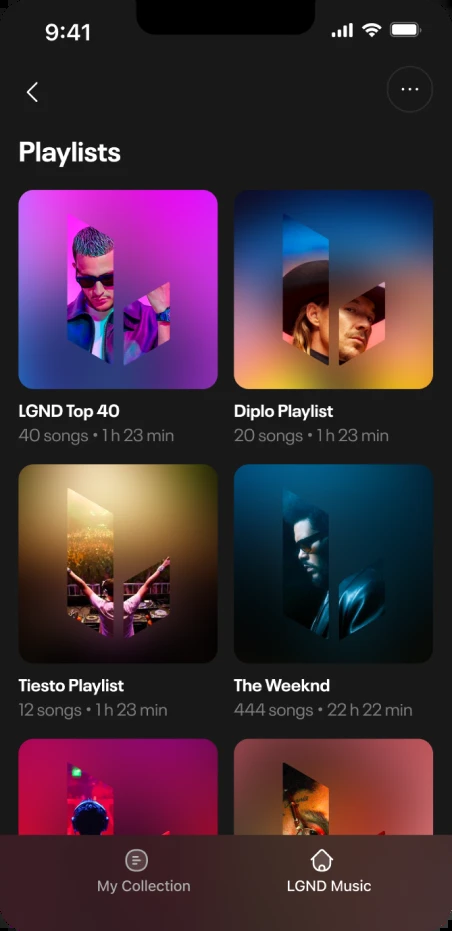 9:41
Playlists
LGND Top 40
40 songs • 1 h 23 min
Diplo Playlist
20 songs • 1 h 23 min
Tiesto Playlist
12 songs • 1 h 23 min
The Weeknd
444 songs • 22 h 22 min
My Collection
LGND Music